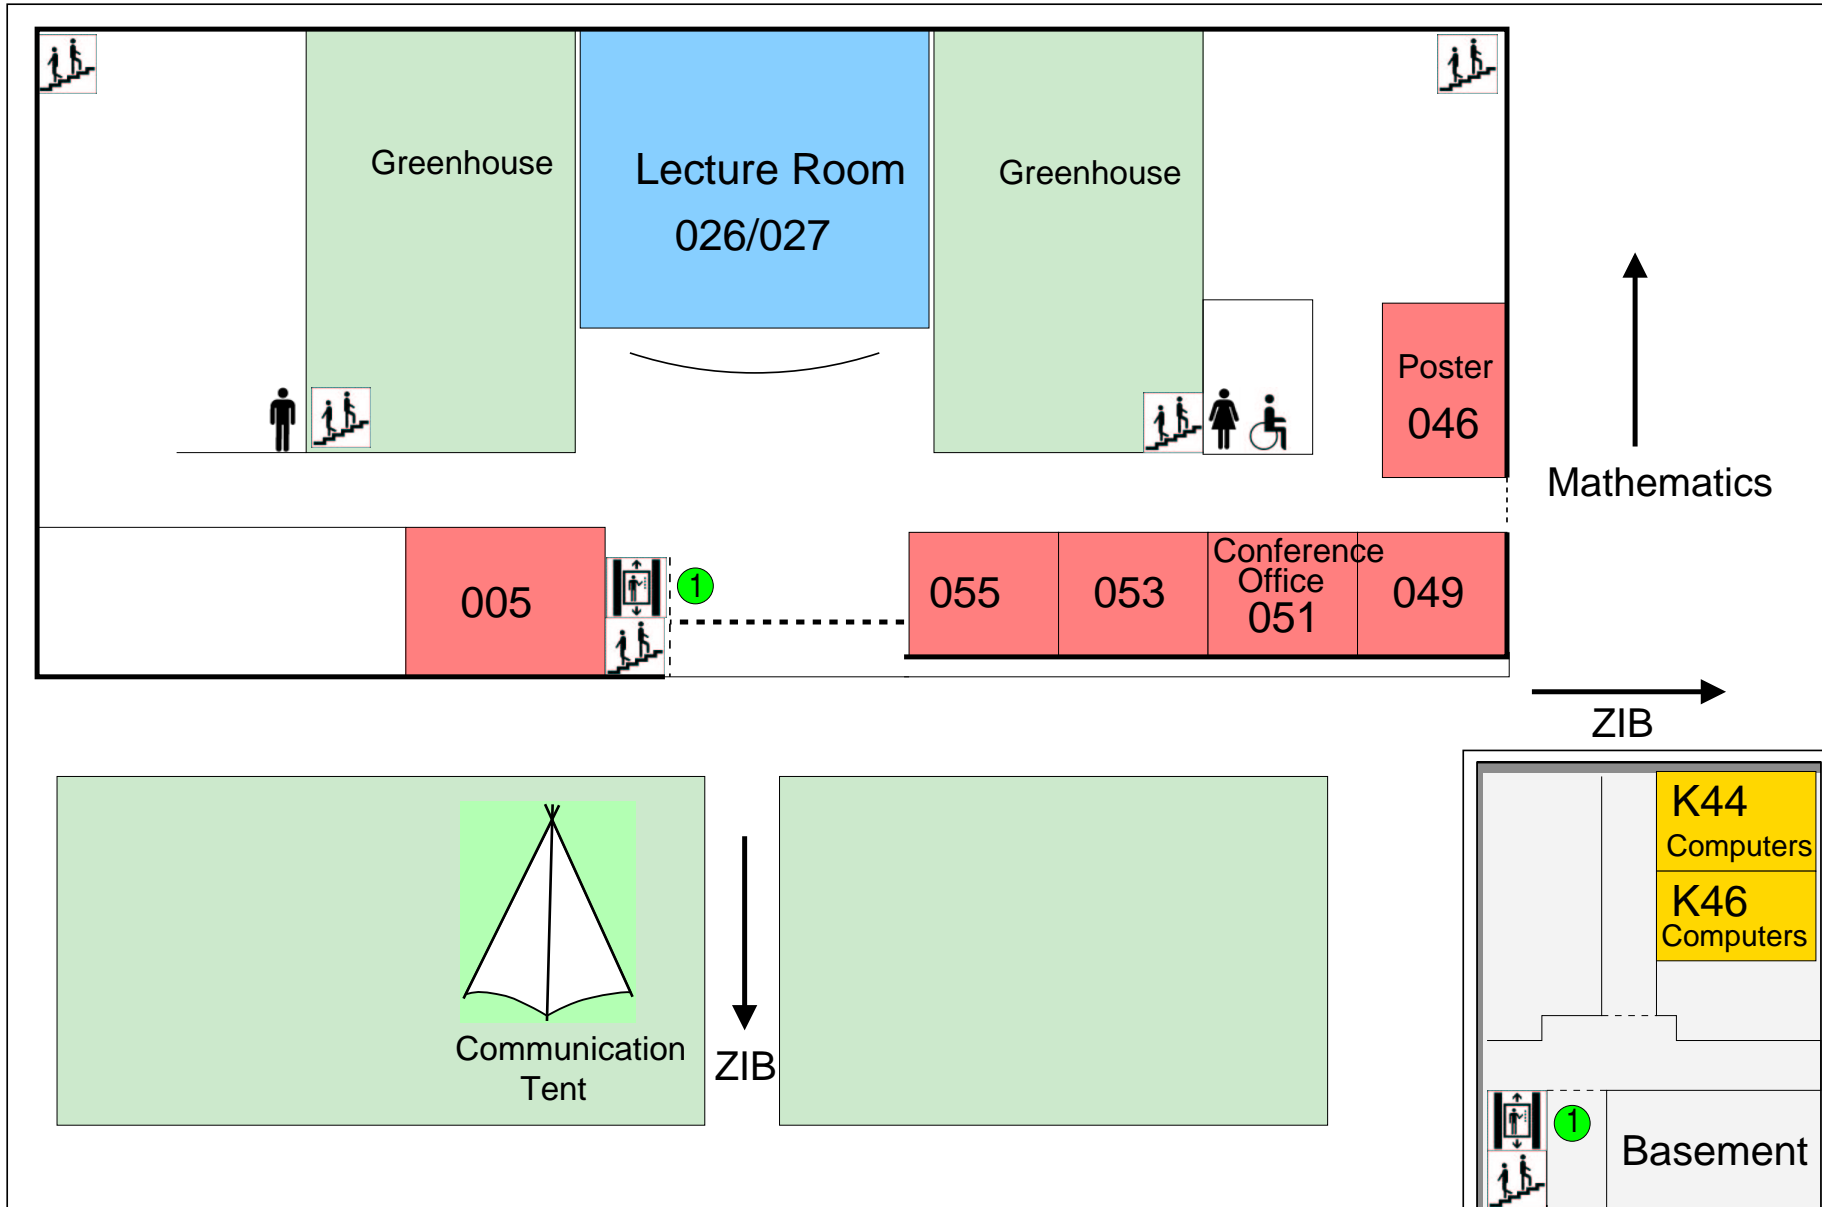 Greenhouse
Lecture Room
026/027
Greenhouse
Poster
046
Mathematics
005
1
055
053
Conference
Office
051
049
ZIB
Communication
Tent
ZIB
K44
Computers
K46
Computers
1
Basement